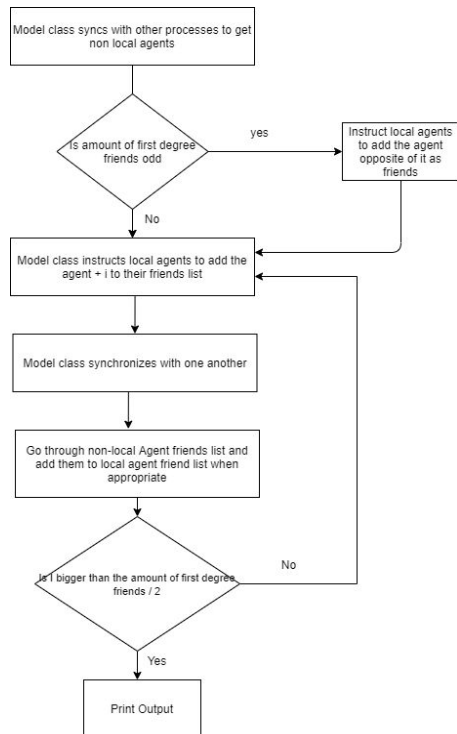 Model class syncs with other processes to get
non local agents
Is amount of first degree
friends odd
yes
Instruct local agents
to add the agent
opposite of it as
friends
No
Model class instructs local agents to add the
agent + i to their friends list
Model class synchronizes with one another
Go through non-local Agent friends list and
add them to local agent friend list when
appropriate
Is I bigger than the amount of first degree
friends / 2
No
Yes
Print Output